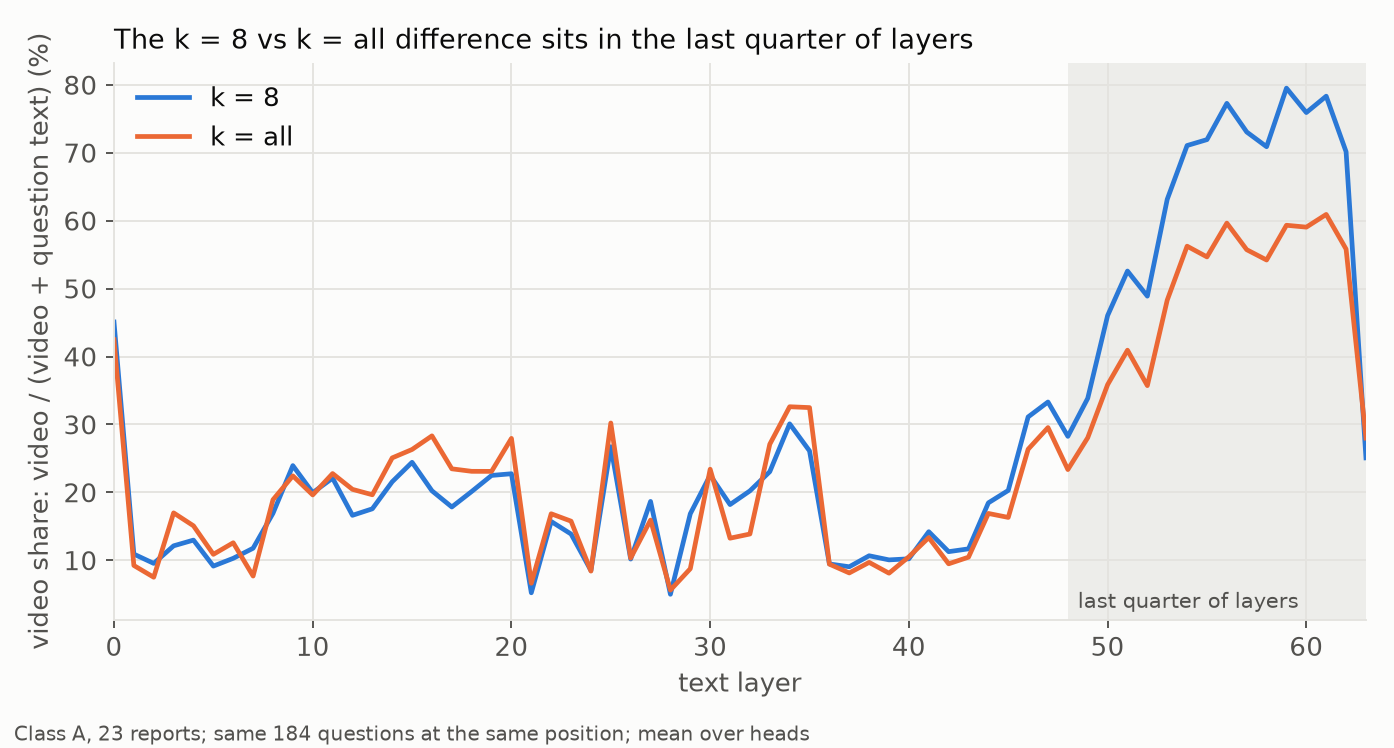 The k = 8 vs k = all difference sits in the last quarter of layers
video share: video / (video + question text) (%)
80
70
60
50
40
30
20
10
k = 8
k = all
last quarter of layers
0 10 20 30 40 50 60
text layer
Class A, 23 reports; same 184 questions at the same position; mean over heads